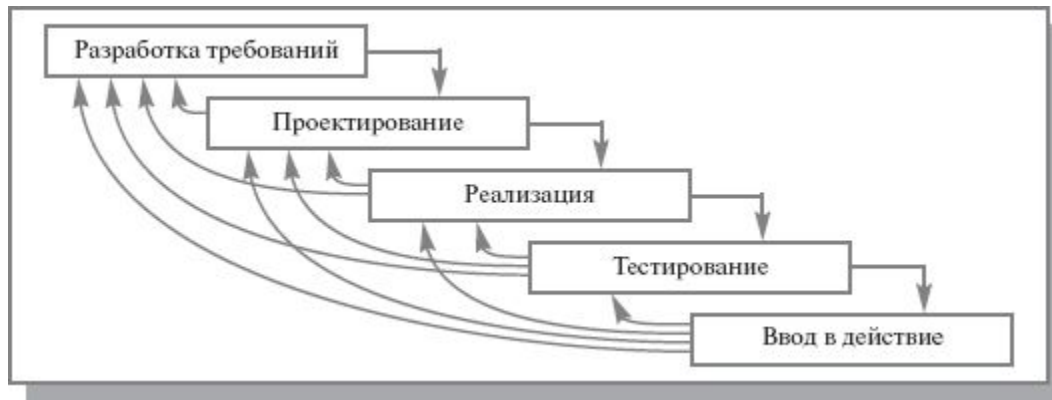 Разработка требований
Проектирование
Реализация
Тестирование
Ввод в действие